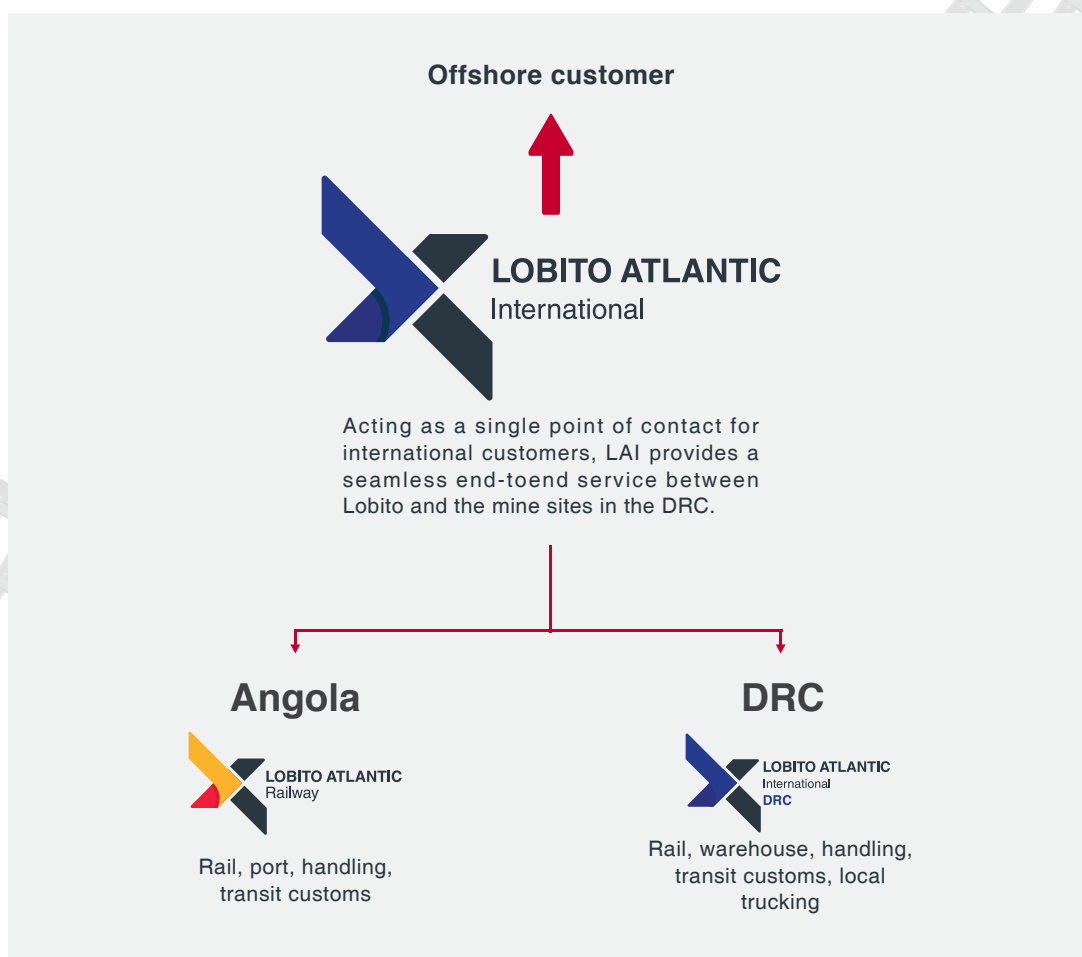 Offshore customer
LOBITO ATLANTIC
International
Acting as a single point of contact for
international customers, LAI provides a
seamless end-toend service between
Lobito and the mine sites in the DRC.
Angola
LOBITO ATLANTIC
Railway
Rail, port, handling,
transit customs
DRC
LOBITO ATLANTIC
International
DRC
Rail, warehouse, handling,
transit customs, local
trucking